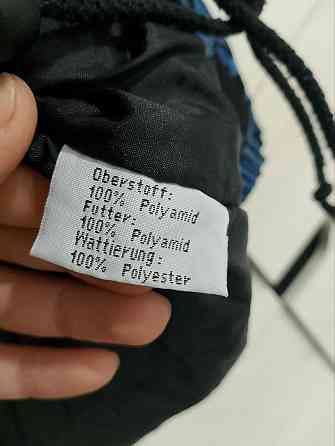 Oberstoff:
100% Polyamid
Futter:
100% Polyamid
Wattierung:
100% Polyester